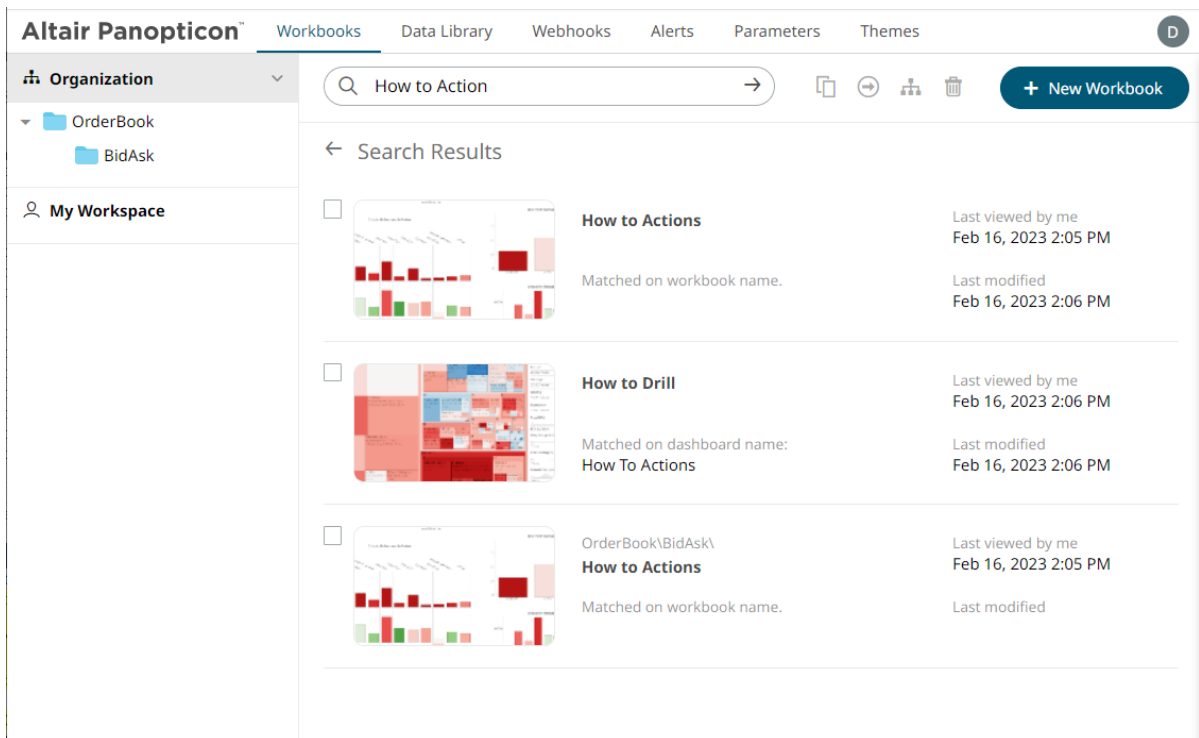 Altair Panopticon™
Workbooks
Data Library
Webhooks
Alerts
Parameters
Themes
D
Organization
OrderBook
BidAsk
My Workspace
How to Action
+ New Workbook
Search Results
How to Actions
Matched on workbook name.
Last viewed by me
Feb 16, 2023 2:05 PM
Last modified
Feb 16, 2023 2:06 PM
How to Drill
Matched on dashboard name:
How To Actions
Last viewed by me
Feb 16, 2023 2:06 PM
Last modified
Feb 16, 2023 2:06 PM
OrderBook\BidAsk\
How to Actions
Matched on workbook name.
Last viewed by me
Feb 16, 2023 2:05 PM
Last modified